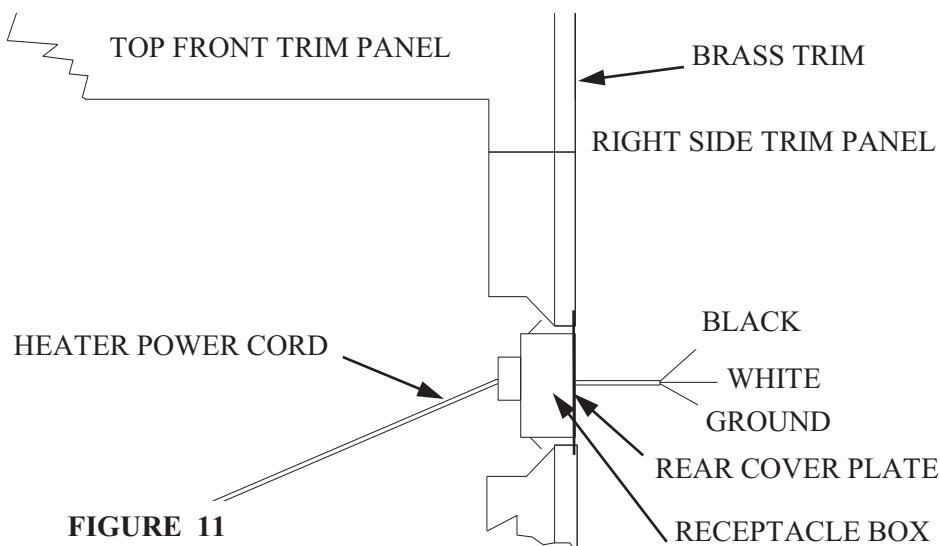 TOP FRONT TRIM PANEL
BRASS TRIM
RIGHT SIDE TRIM PANEL
BLACK
HEATER POWER CORD
WHITE
GROUND
REAR COVER PLATE
FIGURE 11
RECEPTACLE BOX